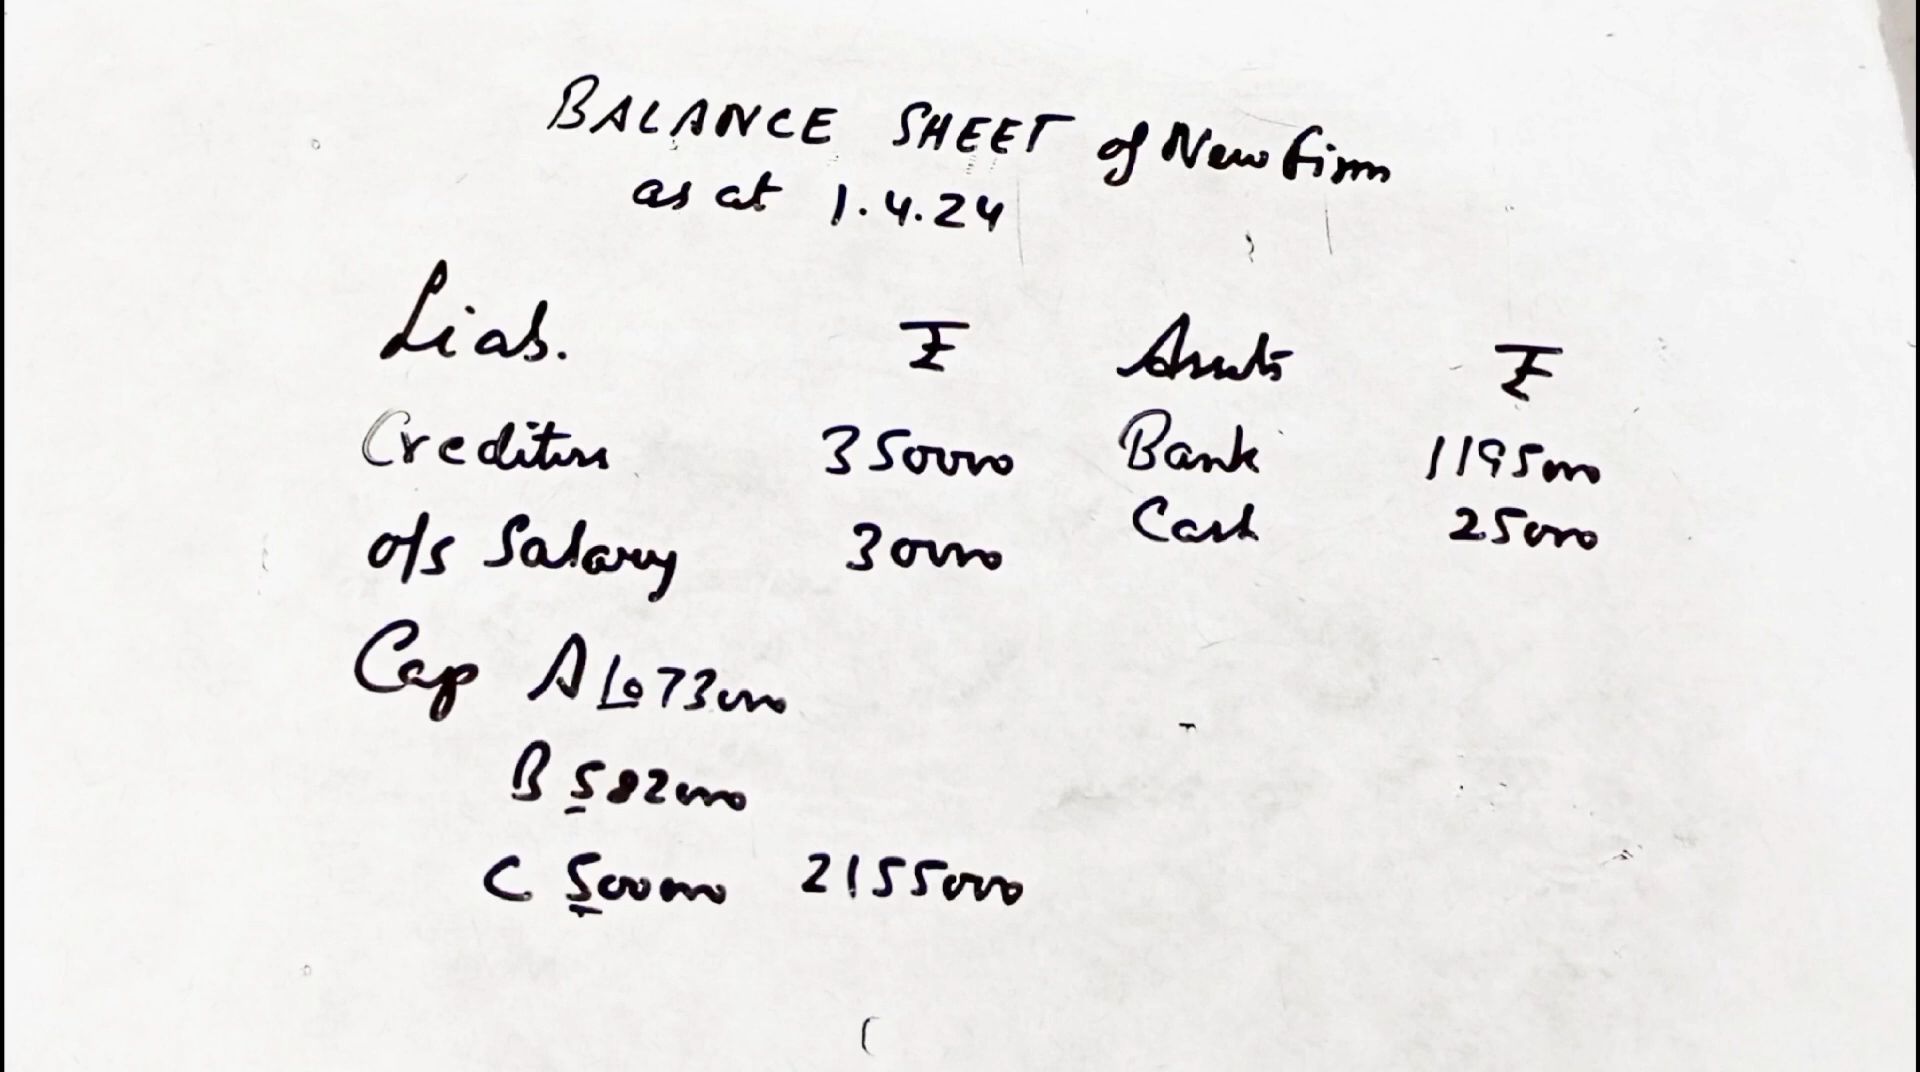 BALANCE SHEET of New firm
as at 1.4.24
Liab. ₹ Assets ₹
Creditors 350000 Bank 1195000
o/s Salary 30000 Cash 25000
Cap A 1073000
B 582000
C 500000 2155000